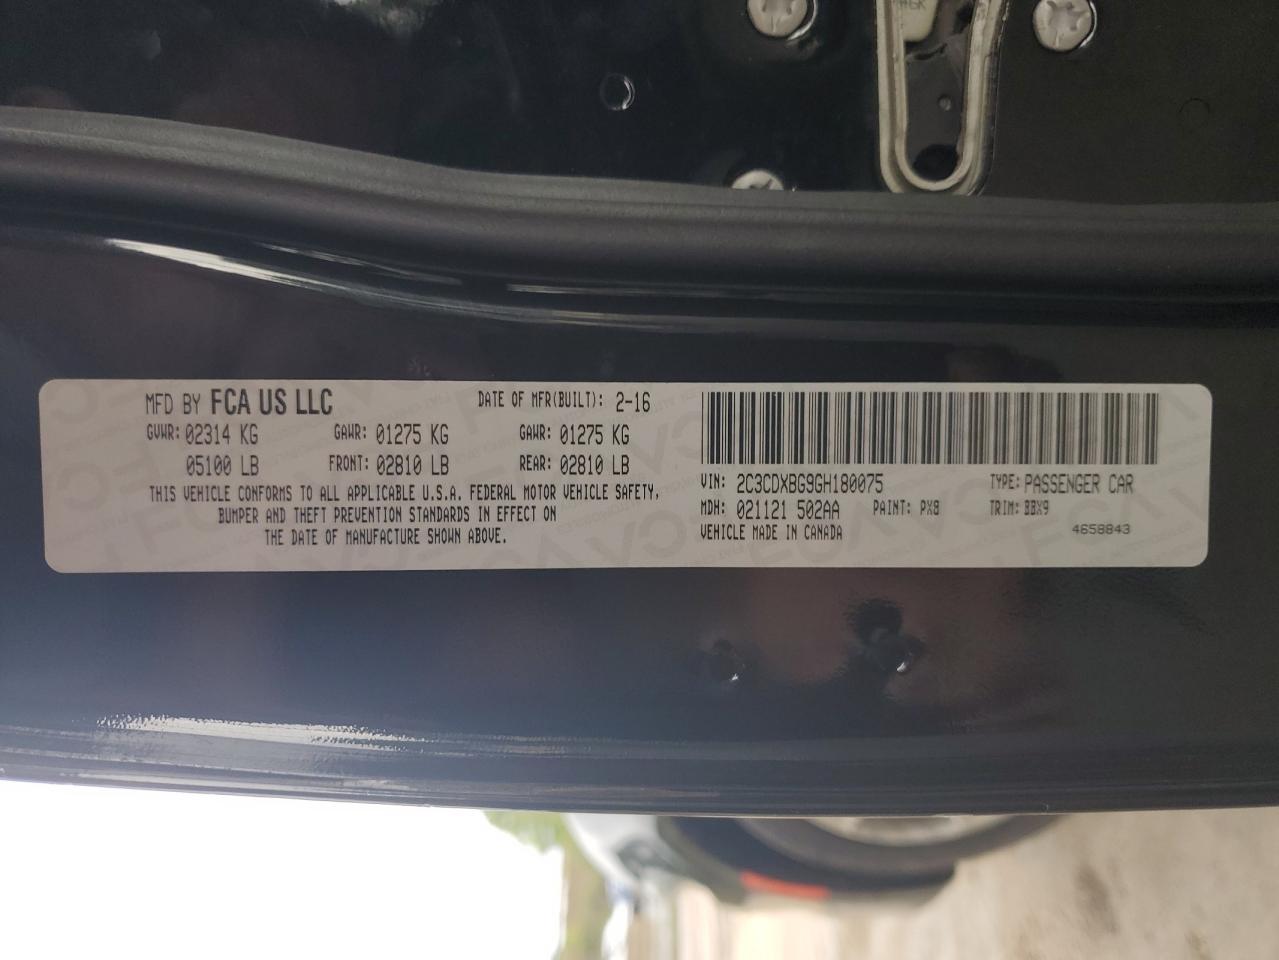 MFD BY FCA US LLC DATE OF MFR(BUILT): 2-16
GVWR: 02314 KG GAWR: 01275 KG GAWR: 01275 KG
05100 LB FRONT: 02810 LB REAR: 02810 LB
THIS VEHICLE CONFORMS TO ALL APPLICABLE U.S.A. FEDERAL MOTOR VEHICLE SAFETY,
BUMPER AND THEFT PREVENTION STANDARDS IN EFFECT ON
THE DATE OF MANUFACTURE SHOWN ABOVE.
VIN: 2C3CDXBG9GH180075 TYPE: PASSENGER CAR
MDH: 021121 502AA PAINT: PX8 TRIM: BBX9
VEHICLE MADE IN CANADA 4658843